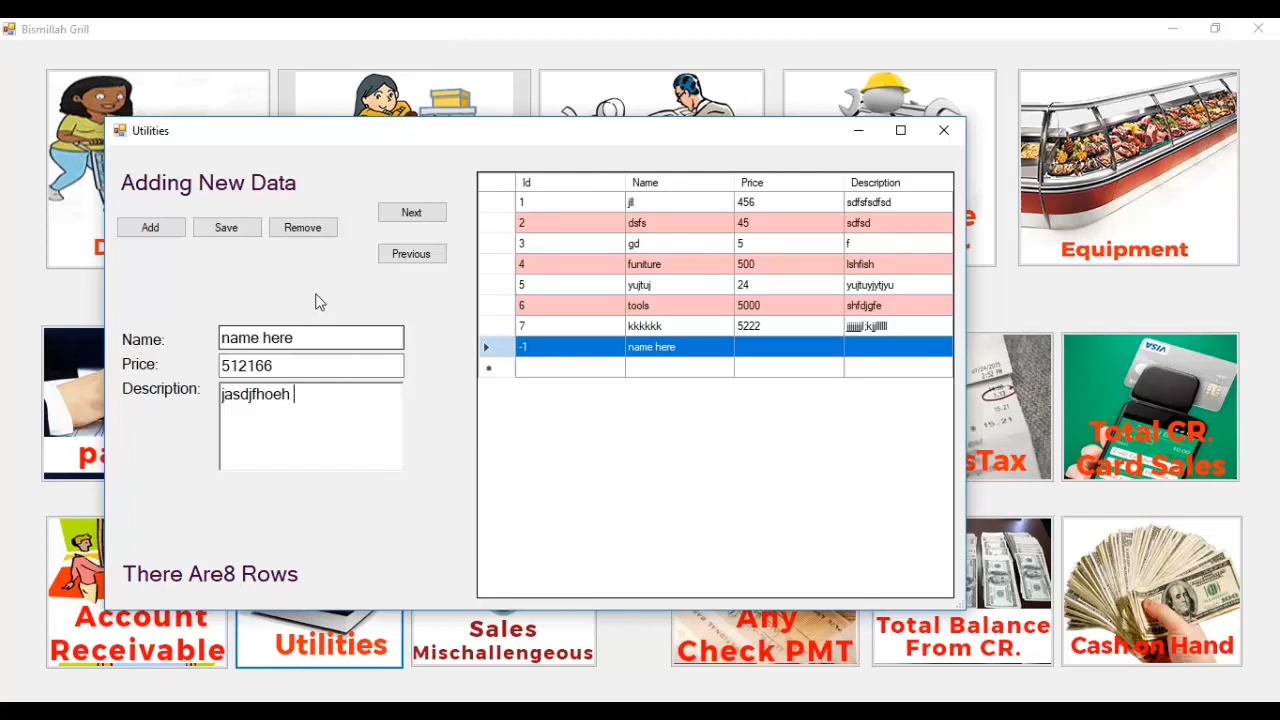 Bismillah Grill
Equipment
Utilities
Adding New Data
Add
Save
Remove
Next
Previous
Name:
name here
Price:
512166
Description:
jasdjfhoeh
There Are8 Rows
Id Name Price Description
1 jll 456 sdfsfsdfsd
2 dsfs 45 sdfsd
3 gd 5 f
4 funiture 500 lshfish
5 yujtuj 24 yujtuyjytjyu
6 tools 5000 shfdjgfe
7 kkkkkk 5222
-1 name here
sTax
VISA
Total CR.
Card Sales
Account
Receivable
Utilities
Sales
Mischallengeous
Any
Check PMT
Total Balance
From CR.
Cash on Hand